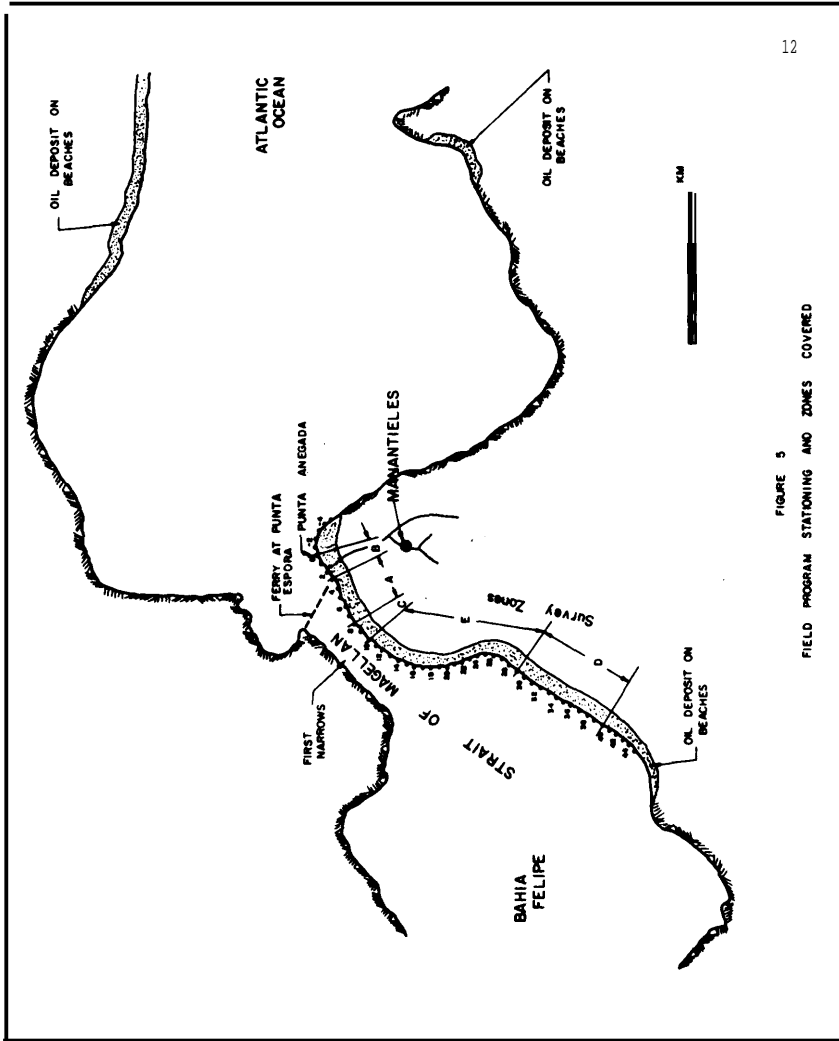 12
OIL DEPOSIT ON
BEACHES
ATLANTIC
OCEAN
OIL DEPOSIT ON
BEACHES
KM
FERRY AT PUNTA
ESPORA
PUNTA ANEGADA
MANANTIELES
FIRST
NARROWS
STRAIT OF MAGELLAN
B
A
C
E
D
Survey
Zones
OIL DEPOSIT ON
BEACHES
BAHIA
FELIPE
FIGURE 5
FIELD PROGRAM STATIONING AND ZONES COVERED